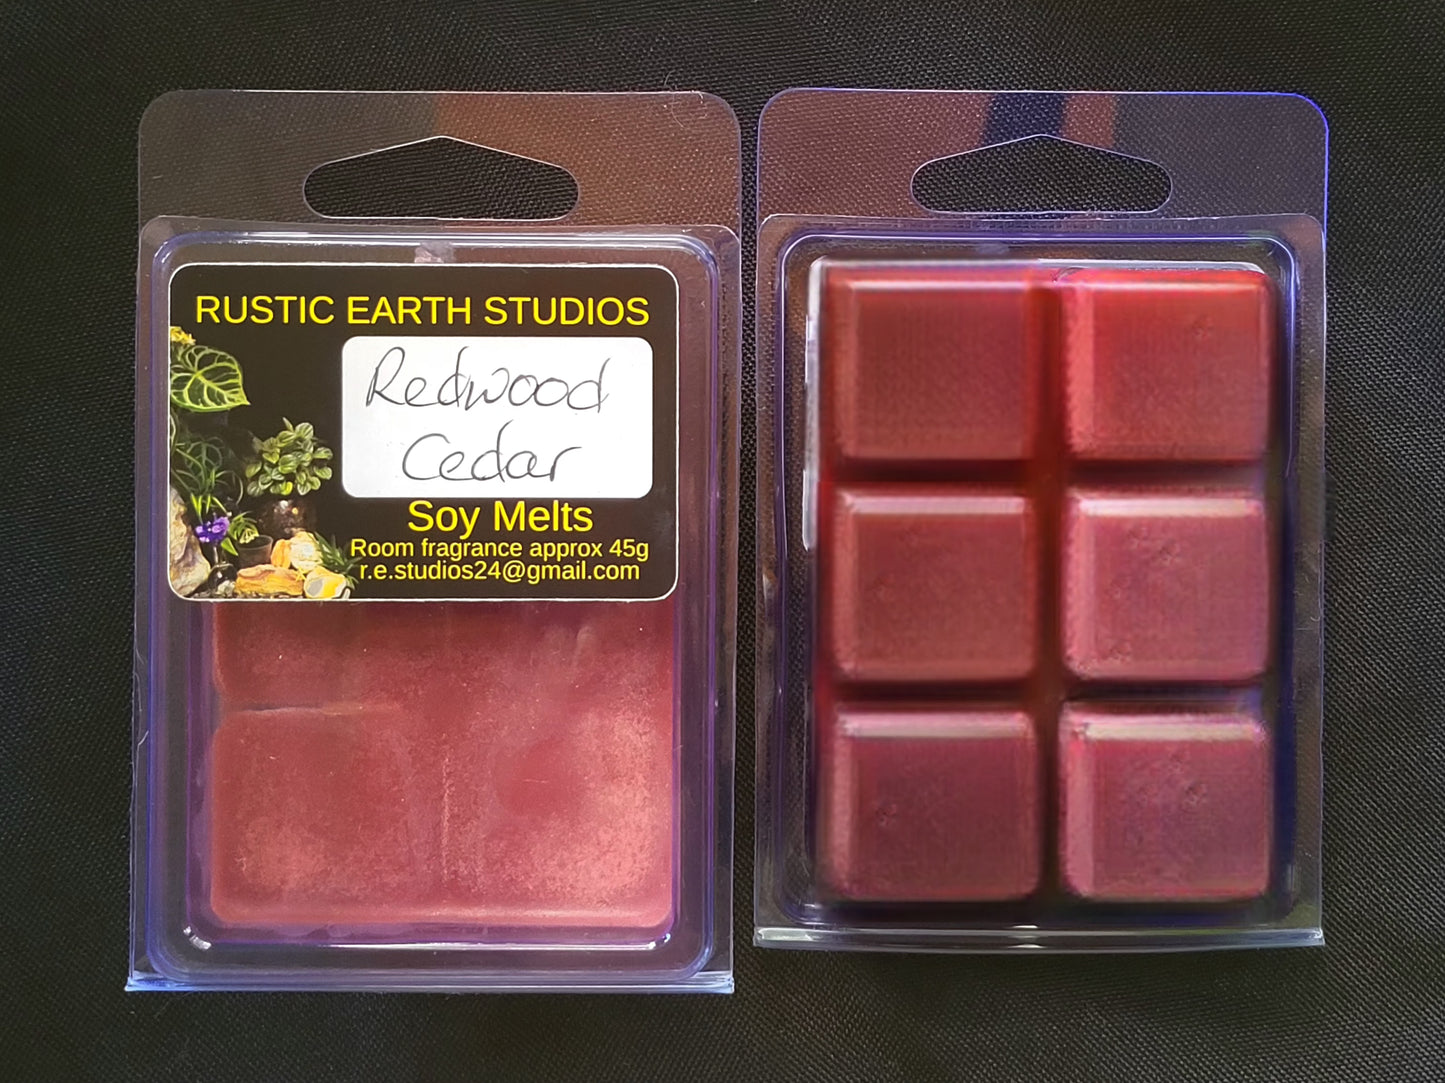 RUSTIC EARTH STUDIOS
Redwood
Cedar
Soy Melts
Room fragrance approx 45g
r.e.studios24@gmail.com